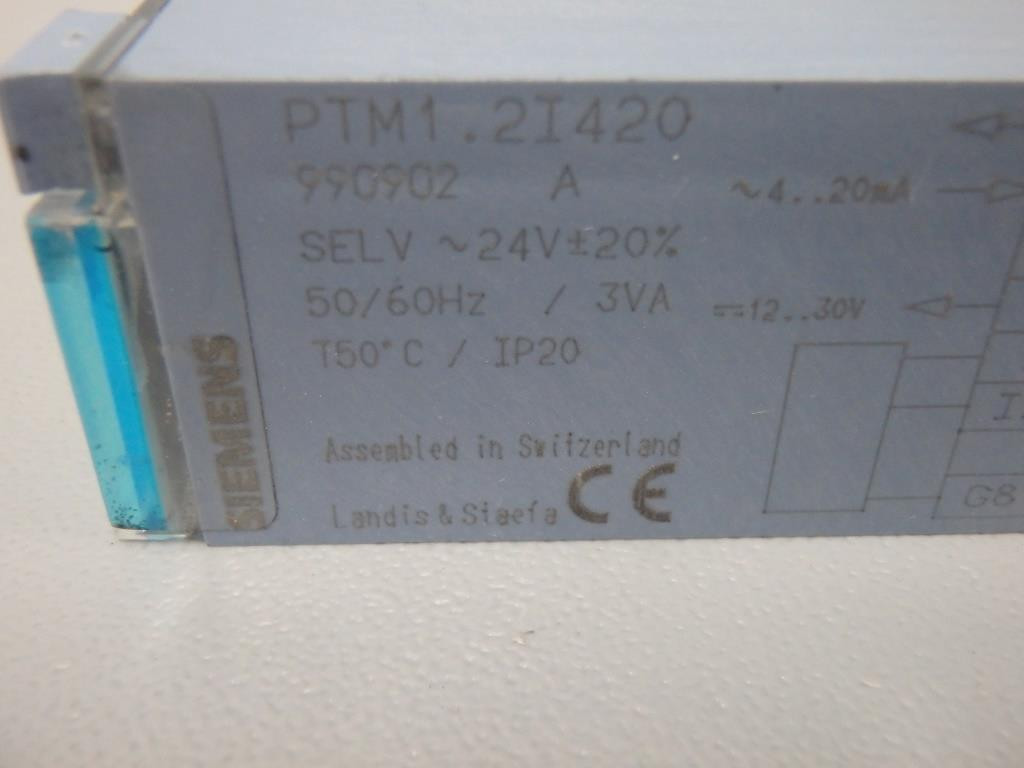 PTM1.2I420
990902 A
~4..20mA
SELV ~24V±20%
50/60Hz / 3VA
⎓12..30V
T50°C / IP20
SIEMENS
Assembled in Switzerland
Landis & Staefa CE
G8